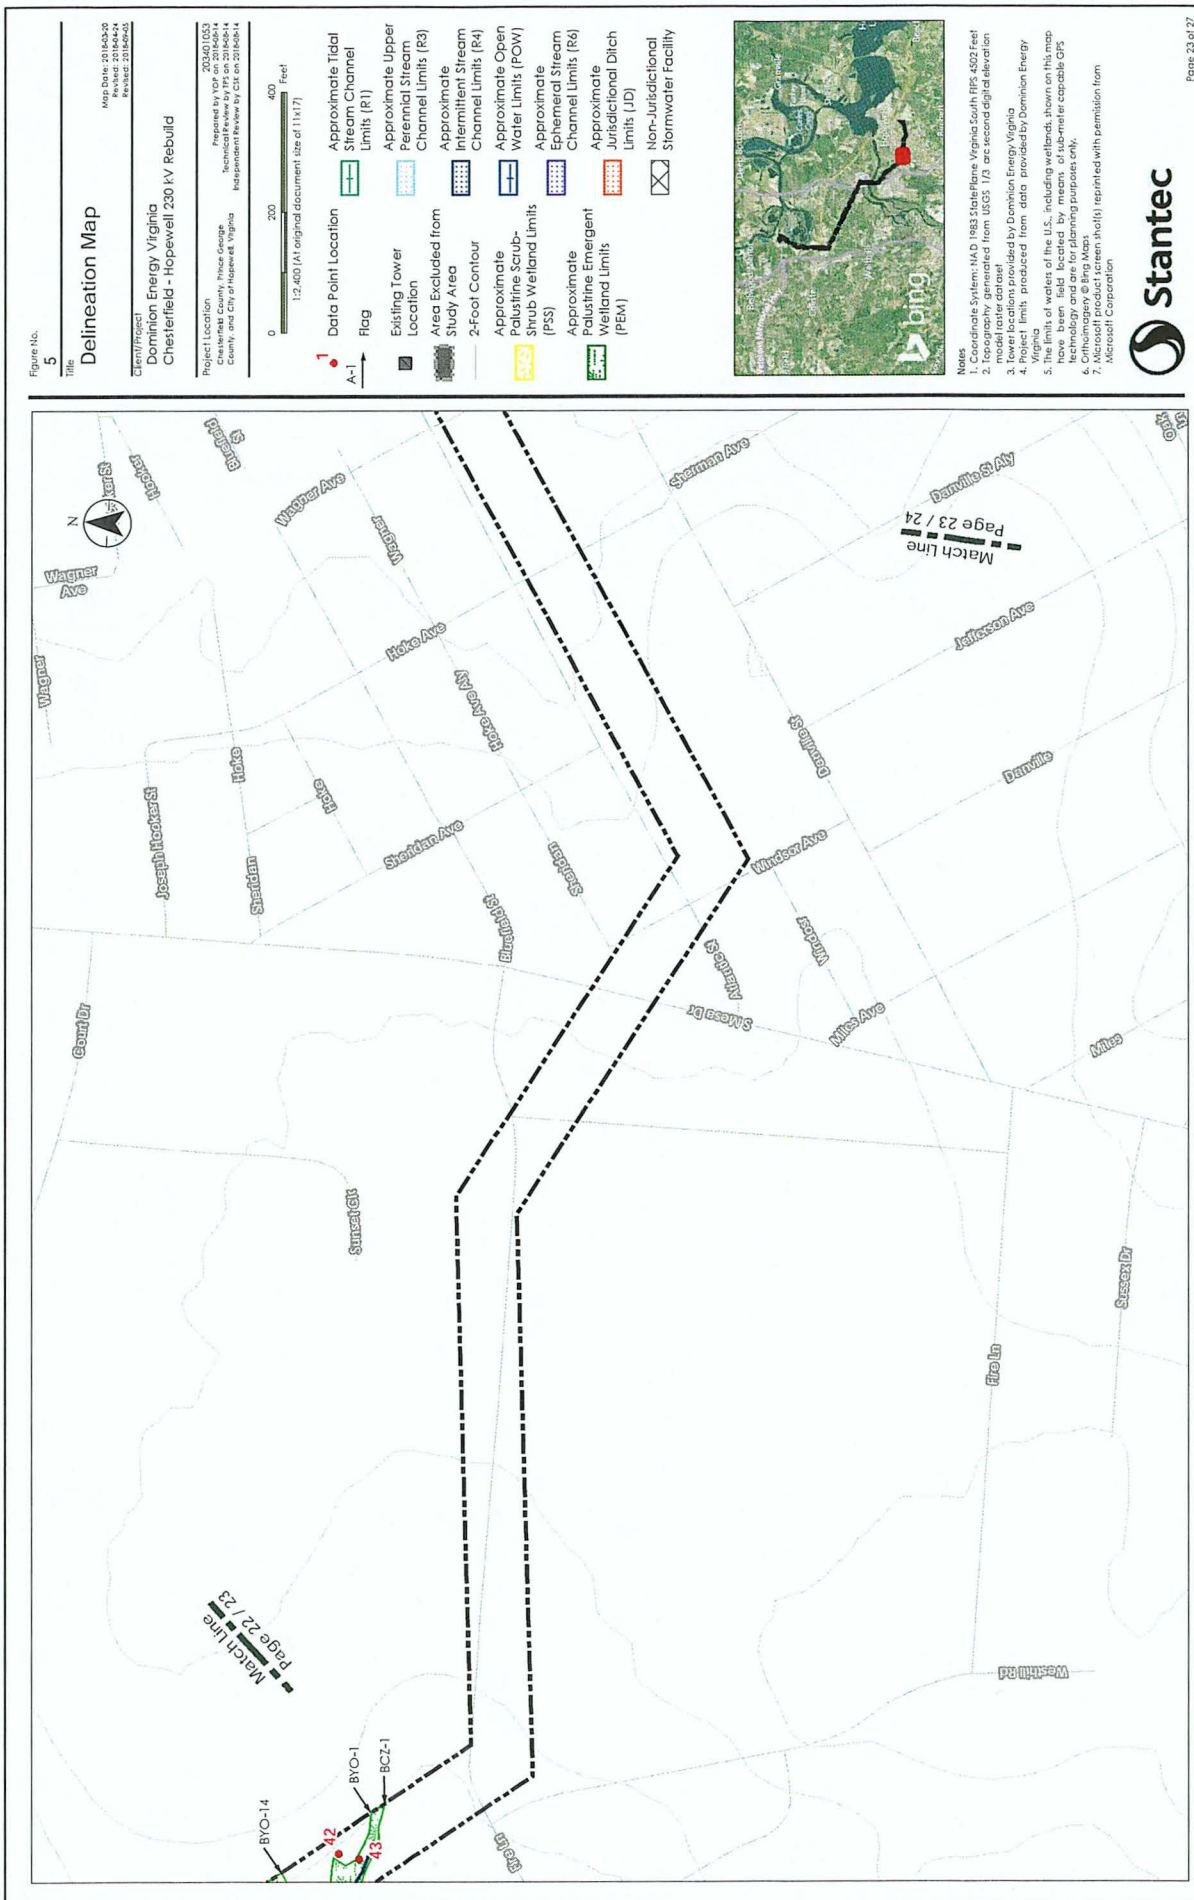 Figure No.
5
Title
Delineation Map
Map Date: 2018-03-20
Revised: 2018-04-24
Revised: 2018-09-05
Client/Project
Dominion Energy Virginia
Chesterfield - Hopewell 230 kV Rebuild
Project Location
203401053
Chesterfield County, Prince George
County, and City of Hopewell, Virginia
Prepared by YOP on 2018-08-14
Technical Review by TPS on 2018-08-14
Independent Review by CSE on 2018-08-14
0 200 400
Feet
1:2,400 (At original document size of 11x17)
1 Data Point Location
A-1 Flag
Existing Tower
Location
Area Excluded from
Study Area
2-Foot Contour
Approximate
Palustrine Scrub-
Shrub Wetland Limits
(PSS)
Approximate
Palustrine Emergent
Wetland Limits
(PEM)
Approximate Tidal
Stream Channel
Limits (R1)
Approximate Upper
Perennial Stream
Channel Limits (R3)
Approximate
Intermittent Stream
Channel Limits (R4)
Approximate Open
Water Limits (POW)
Approximate
Ephemeral Stream
Channel Limits (R6)
Approximate
Jurisdictional Ditch
Limits (JD)
Non-Jurisdictional
Stormwater Facility
bing
Notes
1. Coordinate System: NAD 1983 StatePlane Virginia South FIPS 4502 Feet
2. Topography generated from USGS 1/3 arc second digital elevation
model raster dataset
3. Tower locations provided by Dominion Energy Virginia
4. Project limits produced from data provided by Dominion Energy
Virginia
5. The limits of waters of the U.S., including wetlands, shown on this map
have been field located by means of sub-meter capable GPS
technology and are for planning purposes only.
6. Orthoimagery © Bing Maps
7. Microsoft product screen shot(s) reprinted with permission from
Microsoft Corporation
Stantec
Page 23 of 27
N
Wagner
Wagner
Ave
Hooker
Bluefield
St
Wagner Ave
Wagner
Joseph Hooker St
Hoke
Hoke Ave
Hoke Ave Aly
Hoke
Sheridan
Sheridan Ave
Sheridan
Court Dr
Bluefield St
Sherman Ave
Danville St Aly
Match Line
Page 23 / 24
Jefferson Ave
Danville St
Danville
Windsor Ave
Windsor
Atlantic St
S Mesa Dr
Miles Ave
Miles
Oak
Ln
Sunset Cir
Fire Ln
Sussex Dr
Westhill Rd
Match Line
Page 22 / 23
BYO-14
BYO-1
BCZ-1
42
43
Fire Ln